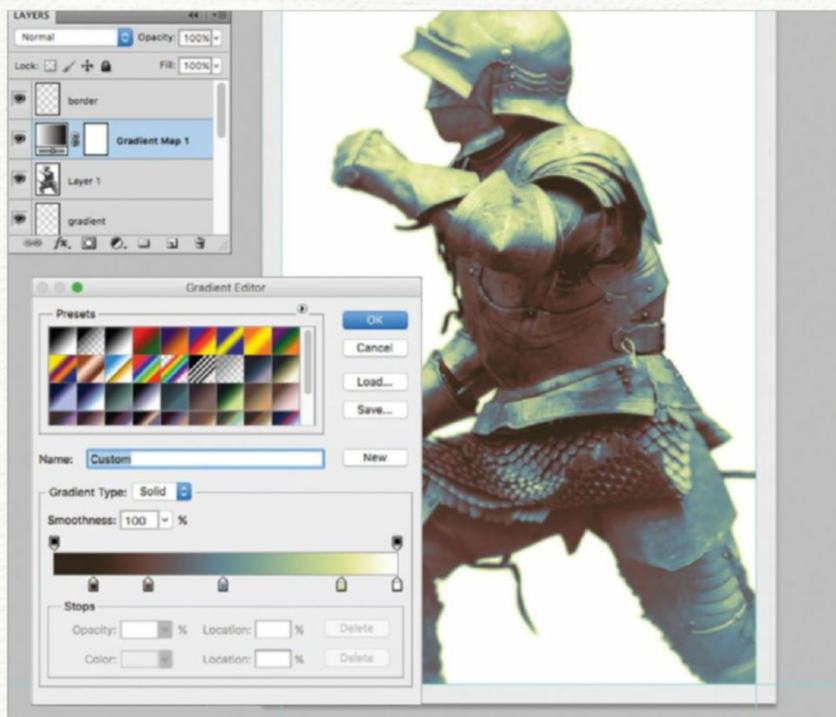 LAYERS
Normal Opacity: 100%
Lock: Fill: 100%
border
Gradient Map 1
Layer 1
gradient
fx.
Gradient Editor
Presets
OK
Cancel
Load...
Save...
Name: Custom New
Gradient Type: Solid
Smoothness: 100 %
Stops
Opacity: % Location: % Delete
Color: Location: % Delete